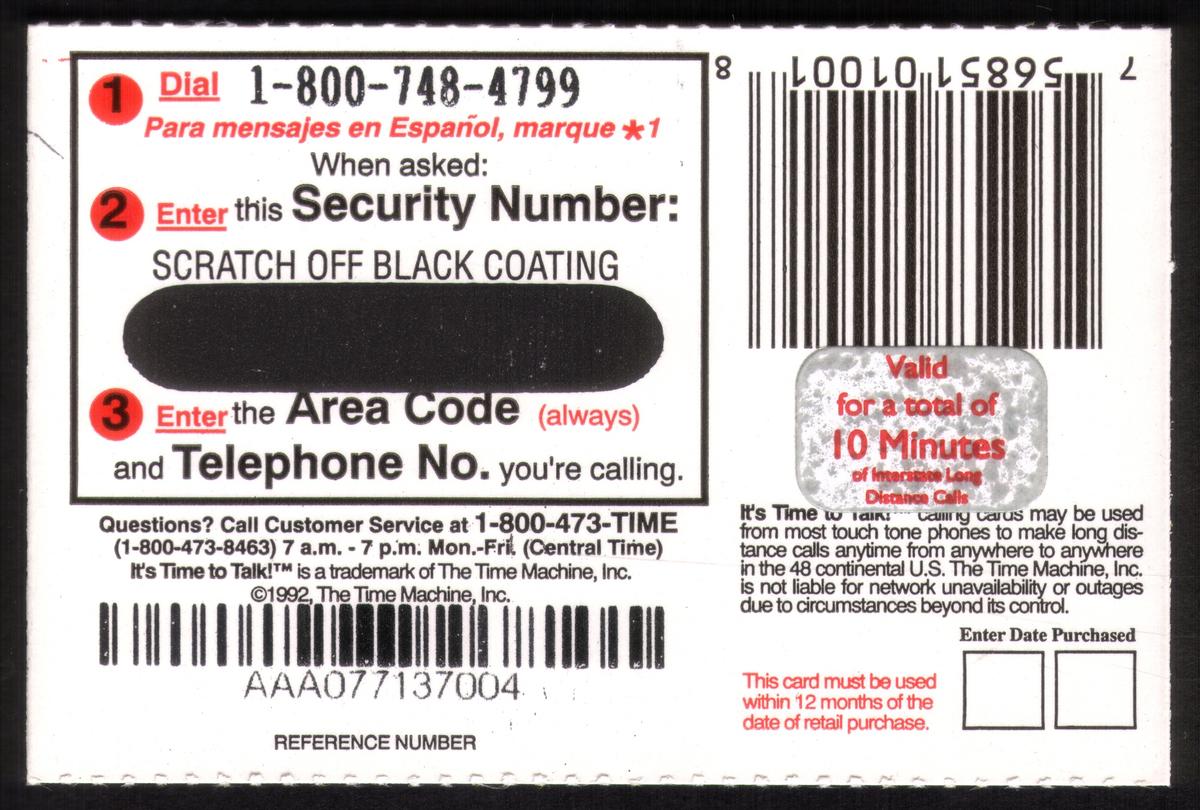 1 Dial 1-800-748-4799
Para mensajes en Español, marque *1
When asked:
2 Enter this Security Number:
SCRATCH OFF BLACK COATING
3 Enter the Area Code (always)
and Telephone No. you're calling.
Questions? Call Customer Service at 1-800-473-TIME
(1-800-473-8463) 7 a.m. - 7 p.m. Mon.-Fri. (Central Time)
It's Time to Talk!™ is a trademark of The Time Machine, Inc.
©1992, The Time Machine, Inc.
AAA077137004
REFERENCE NUMBER
7 56851 01001 8
Valid
for a total of
10 Minutes
of Interstate Long
Distance Calls
It's Time to Talk!™ calling cards may be used
from most touch tone phones to make long dis-
tance calls anytime from anywhere to anywhere
in the 48 continental U.S. The Time Machine, Inc.
is not liable for network unavailability or outages
due to circumstances beyond its control.
Enter Date Purchased
This card must be used
within 12 months of the
date of retail purchase.